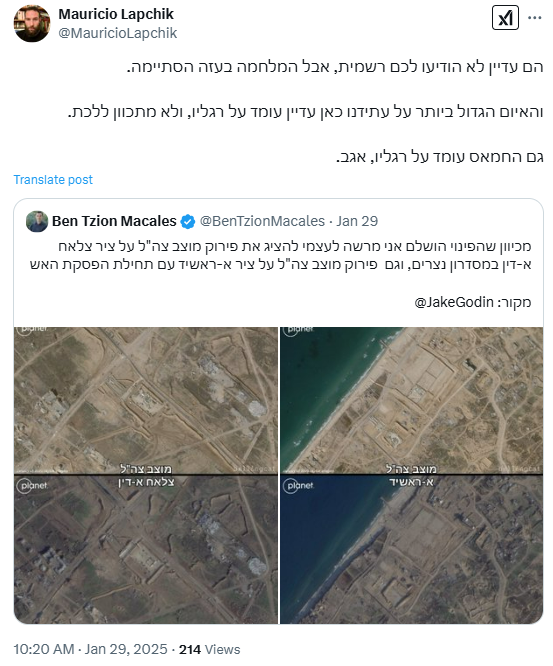 Mauricio Lapchik
@MauricioLapchik
הם עדיין לא הודיעו לכם רשמית, אבל המלחמה בעזה הסתיימה.
והאיום הגדול ביותר על עתידנו כאן עדיין עומד על רגליו, ולא מתכוון ללכת.
גם החמאס עומד על רגליו, אגב.
Translate post
Ben Tzion Macales @BenTzionMacales · Jan 29
מכיוון שהפינוי הושלם אני מרשה לעצמי להציג את פירוק מוצב צה"ל על ציר צלאח
א-דין במסדרון נצרים, וגם פירוק מוצב צה"ל על ציר א-ראשיד עם תחילת הפסקת האש
מקור: @JakeGodin
planet.
planet.
מוצב צה"ל
צלאח א-דין
מוצב צה"ל
א-ראשיד
planet.
planet.
10:20 AM · Jan 29, 2025 · 214 Views